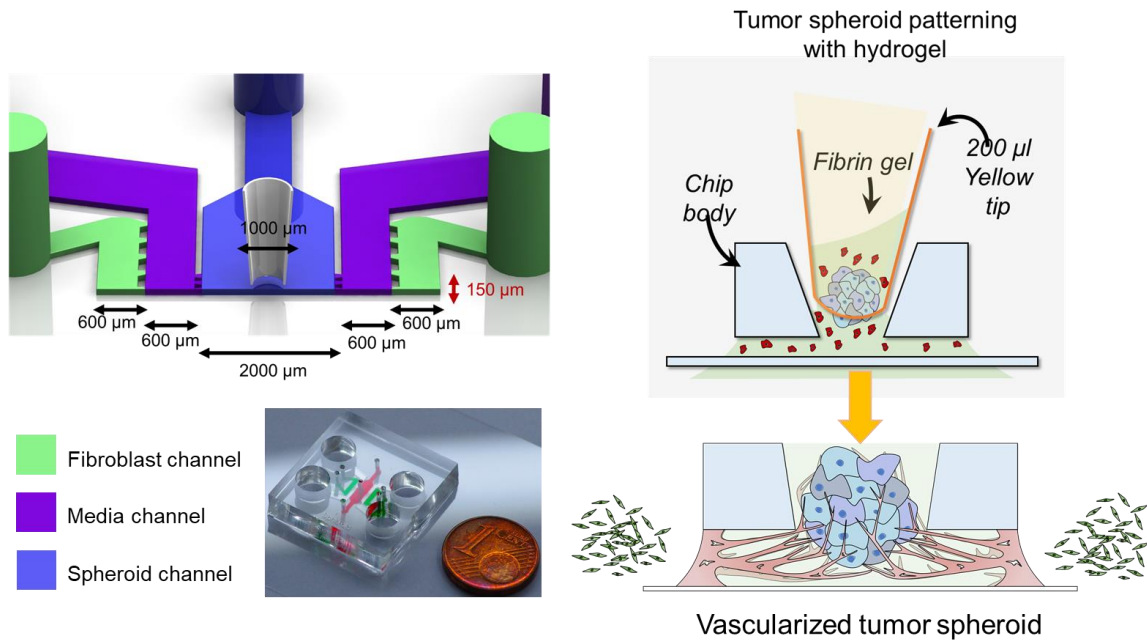 Tumor spheroid patterning
with hydrogel
1000 µm
150 µm
600 µm
600 µm
2000 µm
600 µm
600 µm
Chip
body
Fibrin gel
200 µl
Yellow
tip
Fibroblast channel
Media channel
Spheroid channel
1
Vascularized tumor spheroid